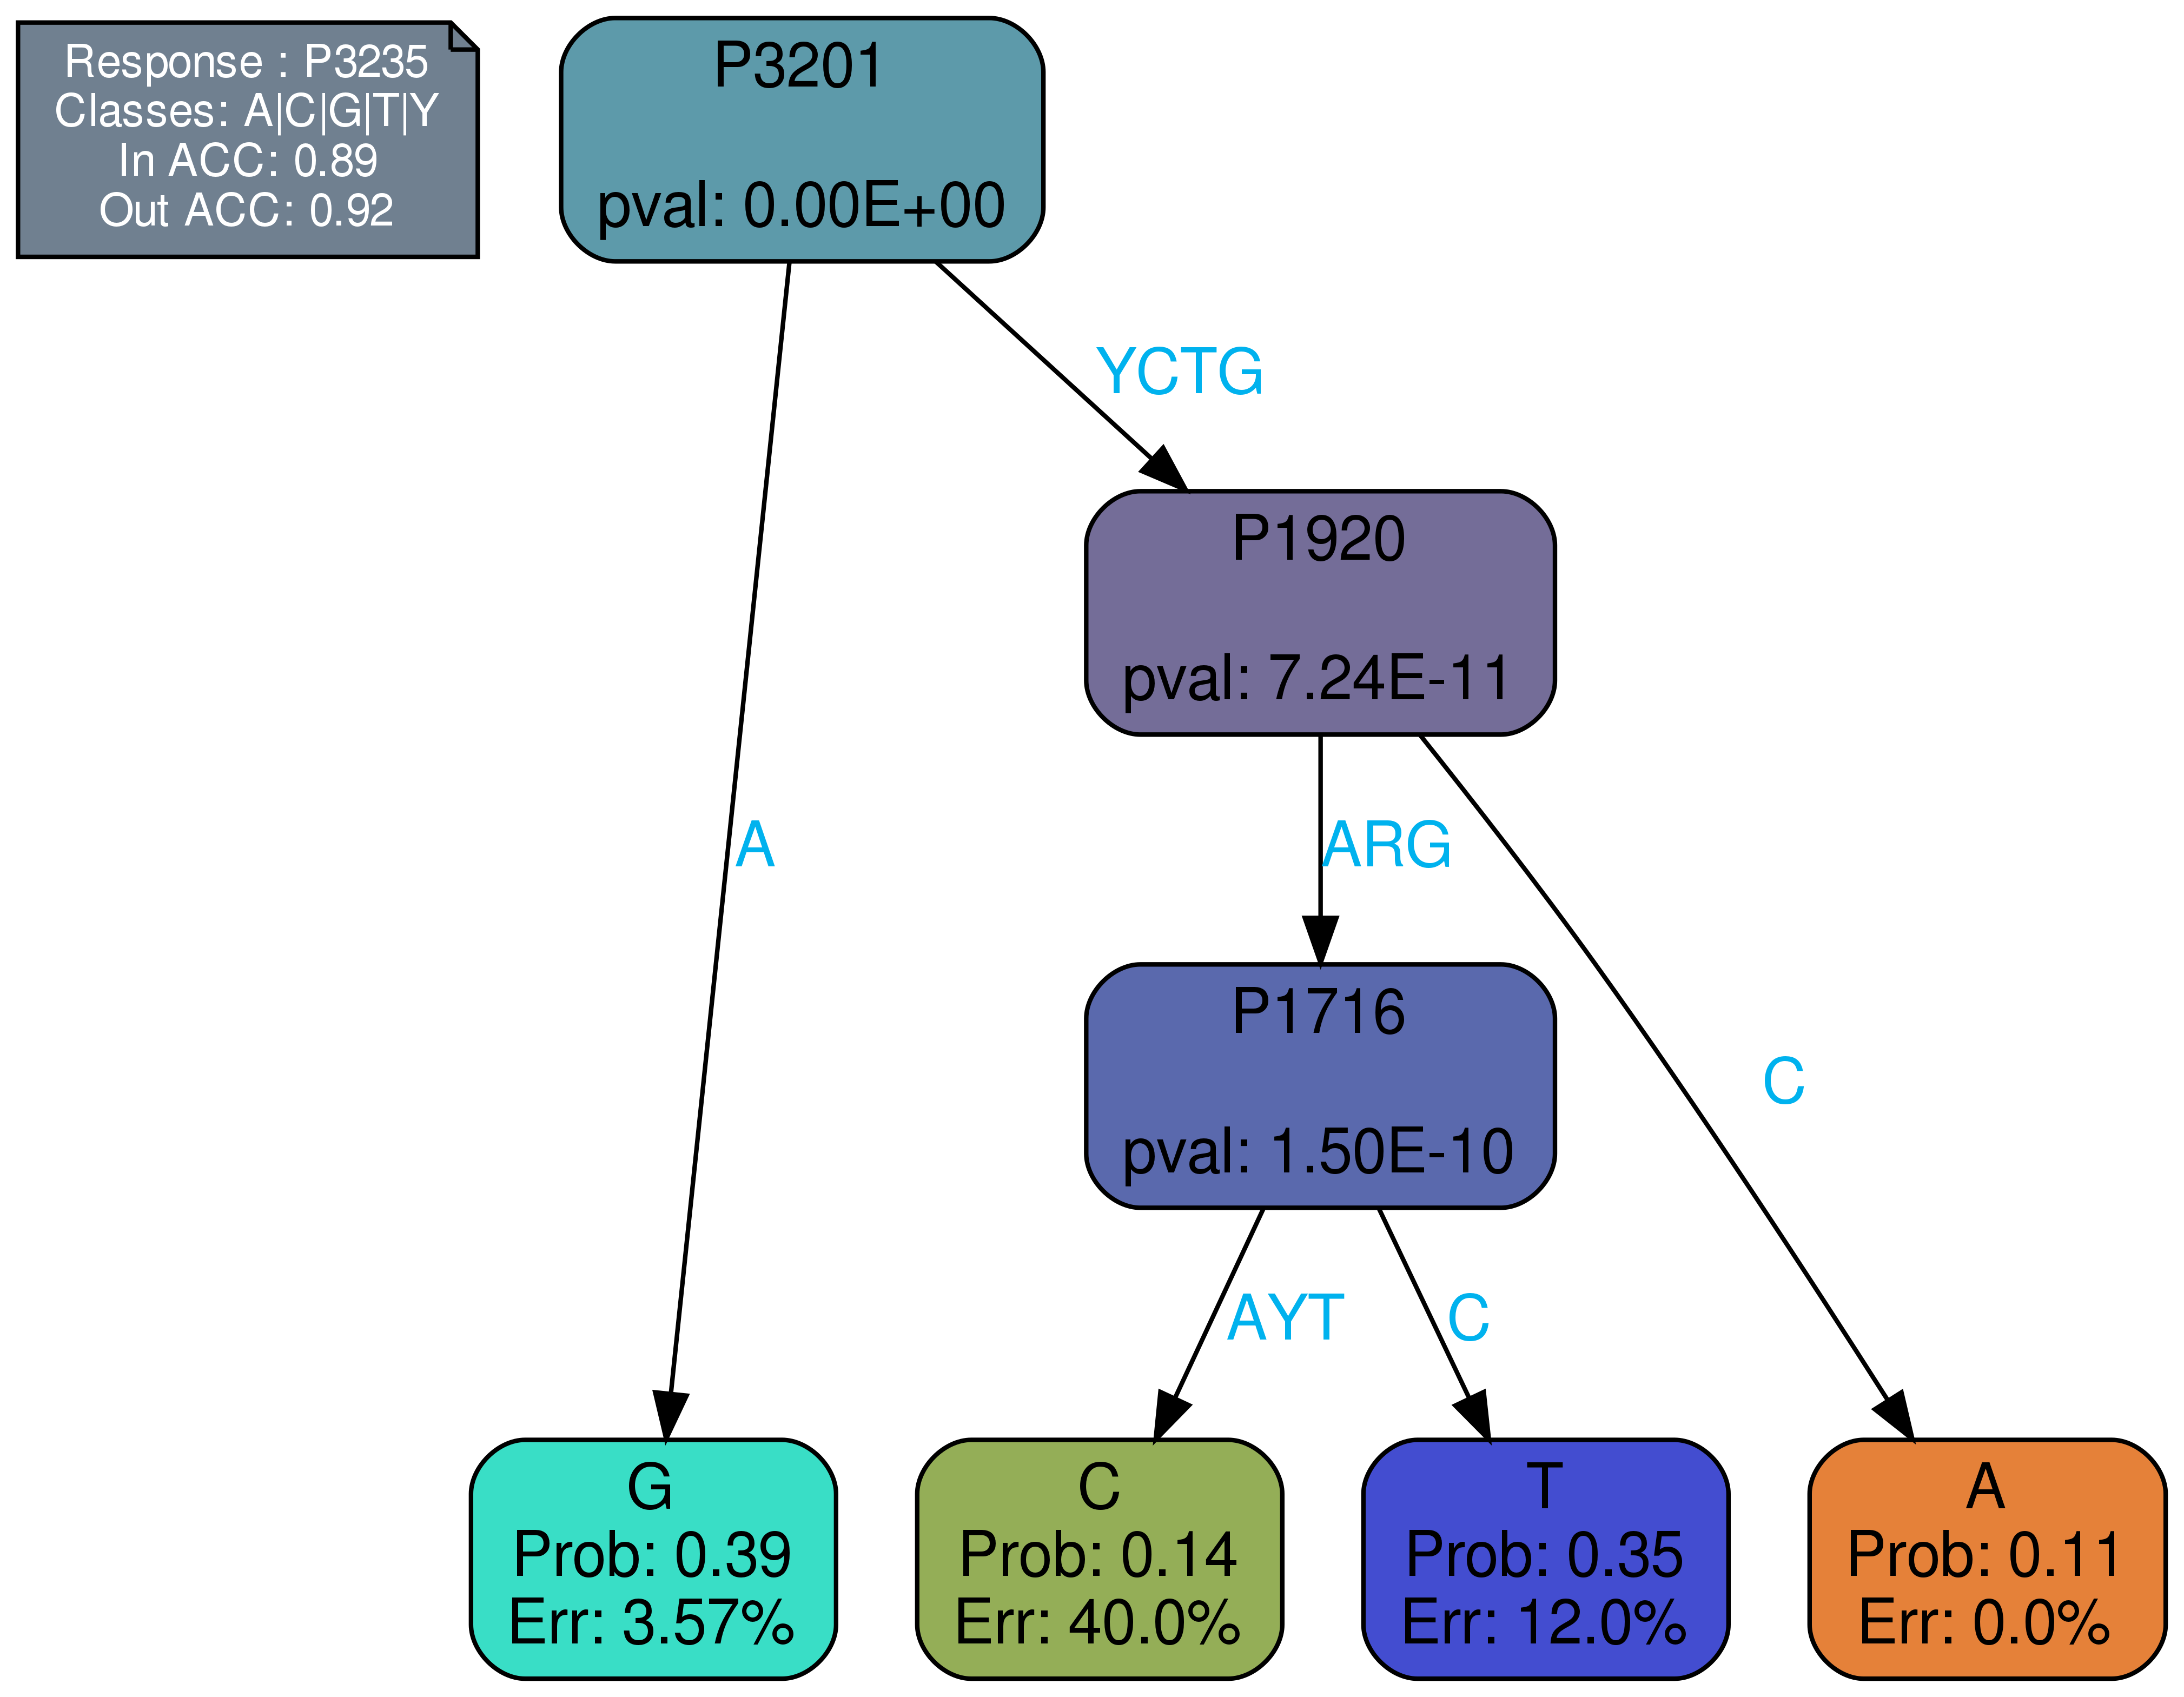 Response : P3235
Classes: A|C|G|T|Y
In ACC: 0.89
Out ACC: 0.92
P3201
pval: 0.00E+00
YCTG
P1920
pval: 7.24E-11
A
ARG
P1716
pval: 1.50E-10
C
AYT
C
G
Prob: 0.39
Err: 3.57%
C
Prob: 0.14
Err: 40.0%
T
Prob: 0.35
Err: 12.0%
A
Prob: 0.11
Err: 0.0%